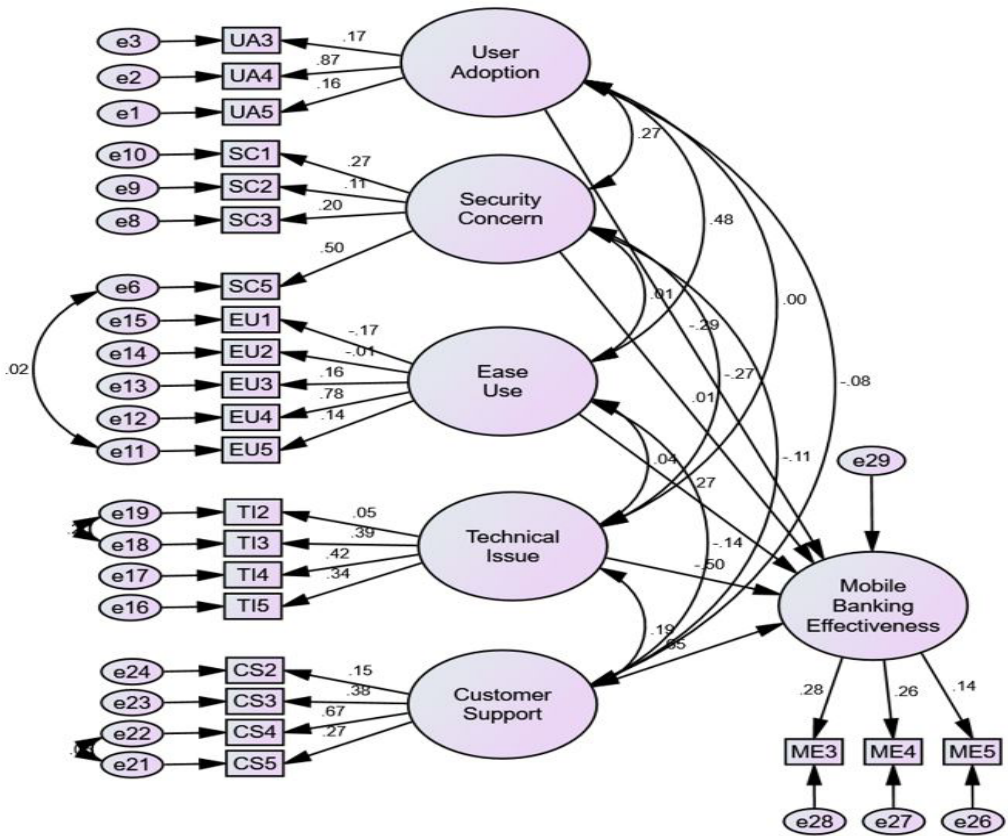 e3 UA3 .17
e2 UA4 .87
e1 UA5 .16
User
Adoption
e10 SC1 .27
e9 SC2 .11
e8 SC3 .20
e6 SC5 .50
Security
Concern
.27
.48
.00
-.08
.01
-.29
-.27
.01
-.11
.02
e15 EU1 -.17
e14 EU2 -.01
e13 EU3 .16
e12 EU4 .78
e11 EU5 .14
Ease
Use
.04
.27
-.14
-.50
e19 TI2 .05
e18 TI3 .39
e17 TI4 .42
e16 TI5 .34
Technical
Issue
.19
e24 CS2 .15
e23 CS3 .38
e22 CS4 .67
e21 CS5 .27
Customer
Support
e29
Mobile
Banking
Effectiveness
.28 .26 .14
ME3 ME4 ME5
e28 e27 e26